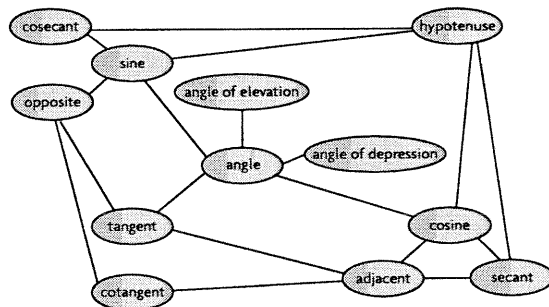 cosecant
hypotenuse
sine
opposite
angle of elevation
angle of depression
angle
tangent
cosine
cotangent
adjacent
secant